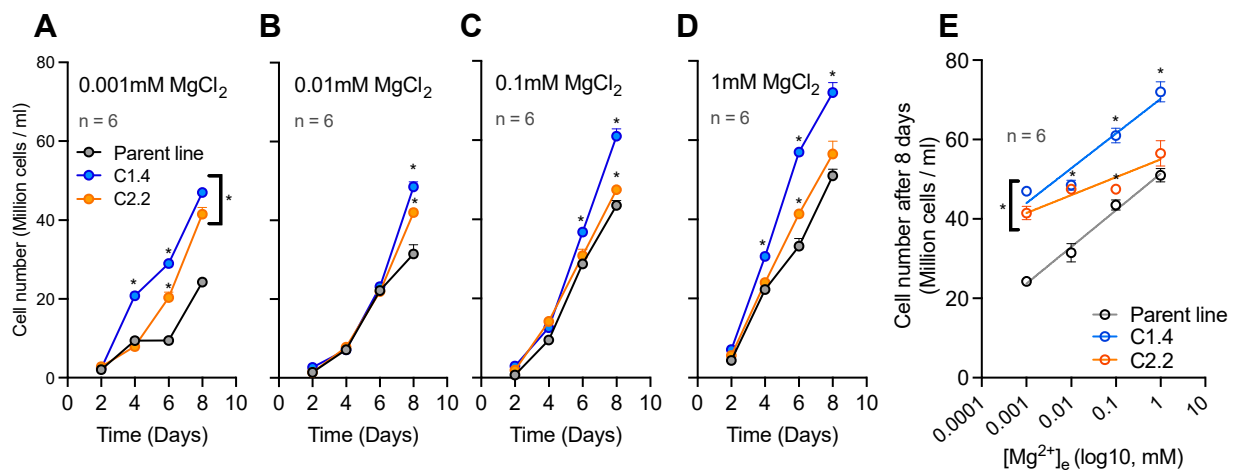 A
B
C
D
E
0.001mM MgCl2
n = 6
Parent line
C1.4
C2.2
*
*
*
*
Cell number (Million cells / ml)
80
60
40
20
0
0 2 4 6 8 10
Time (Days)
0.01mM MgCl2
n = 6
*
*
0 2 4 6 8 10
Time (Days)
0.1mM MgCl2
n = 6
*
*
*
0 2 4 6 8 10
Time (Days)
1mM MgCl2
n = 6
*
*
*
*
0 2 4 6 8 10
Time (Days)
Cell number after 8 days
(Million cells / ml)
80
60
40
20
0
n = 6
*
*
*
*
*
Parent line
C1.4
C2.2
0.0001
0.001
0.01
0.1
1
10
[Mg2+]e (log10, mM)